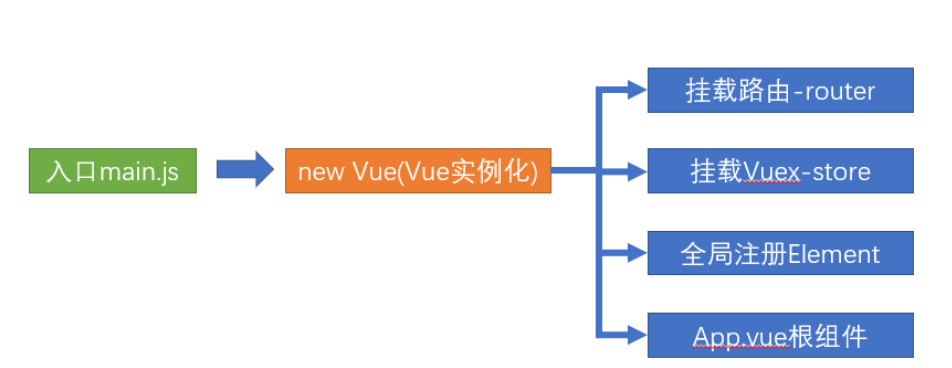 入口main.js
new Vue(Vue实例化)
挂载路由-router
挂载Vuex-store
全局注册Element
App.vue根组件